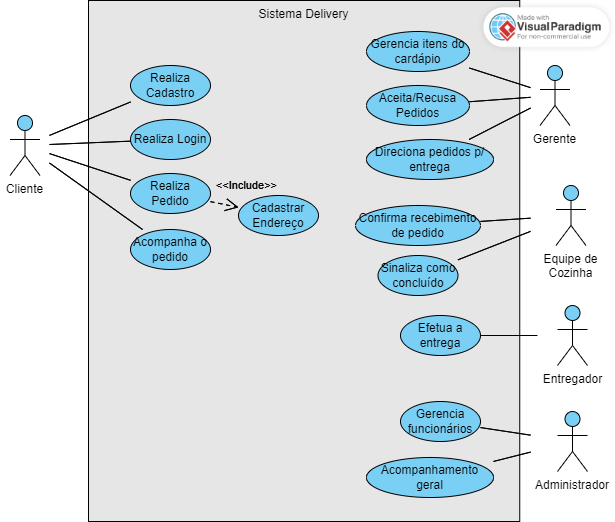 Sistema Delivery
Made with
VisualParadigm
For non-commercial use
Gerencia itens do
cardápio
Realiza
Cadastro
Aceita/Recusa
Pedidos
Gerente
Realiza Login
Direciona pedidos p/
entrega
Cliente
Realiza
Pedido
<<Include>>
Cadastrar
Endereço
Confirma recebimento
de pedido
Acompanha o
pedido
Equipe de
Cozinha
Sinaliza como
concluído
Efetua a
entrega
Entregador
Gerencia
funcionários
Acompanhamento
geral
Administrador